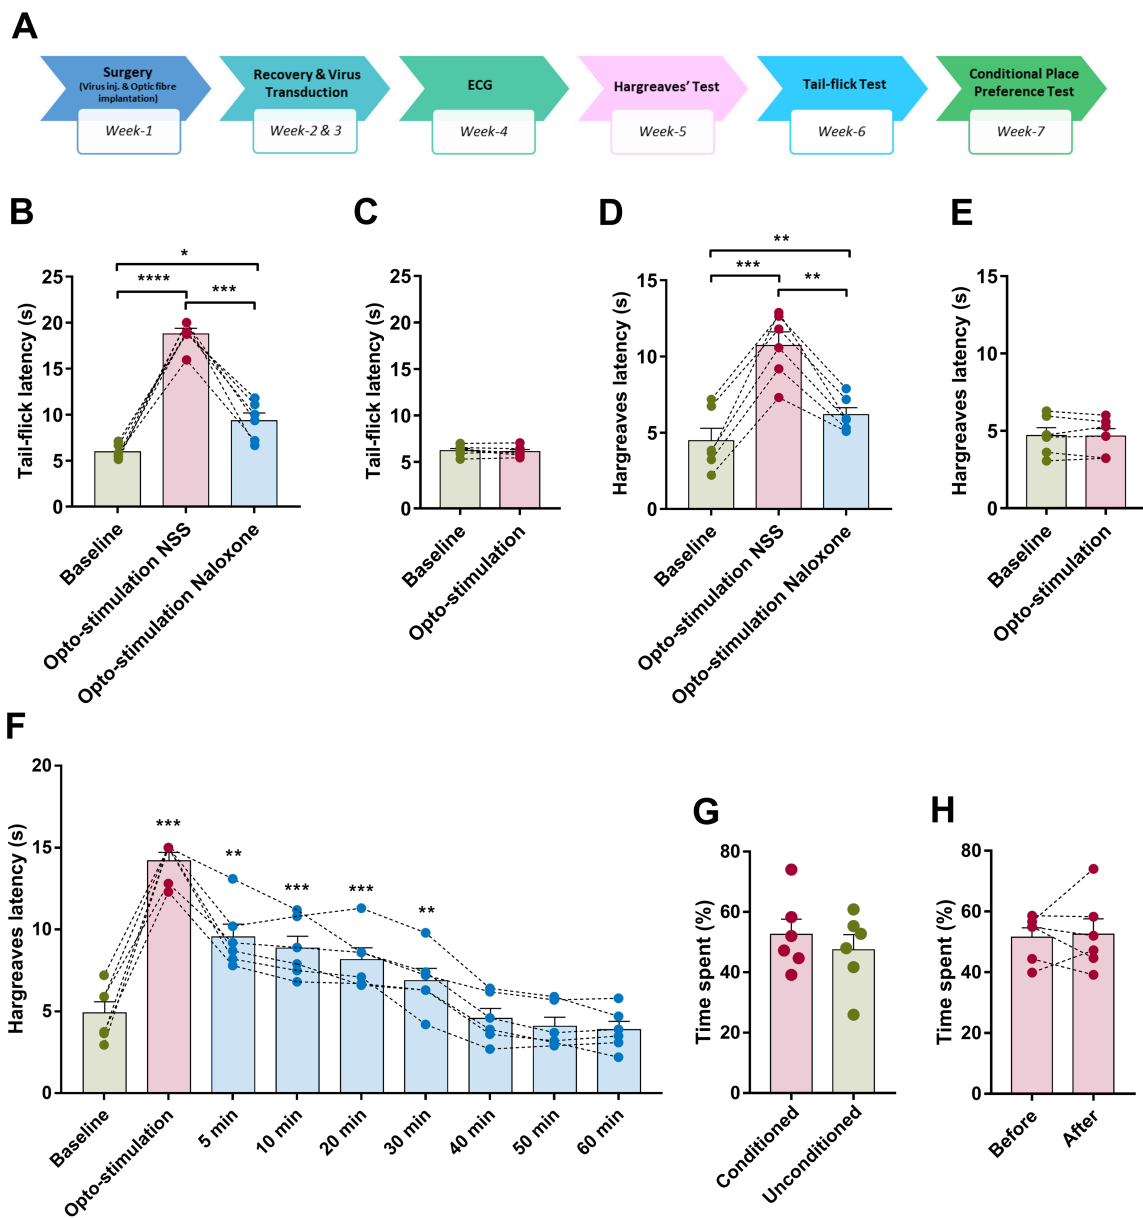 A
Surgery
(Virus inj. & Optic fibre
implantation)
Week-1
Recovery & Virus
Transduction
Week-2 & 3
ECG
Week-4
Hargreaves' Test
Week-5
Tail-flick Test
Week-6
Conditional Place
Preference Test
Week-7
B
Tail-flick latency (s)
25
20
15
10
5
0
*
****
***
Baseline
Opto-stimulation NSS
Opto-stimulation Naloxone
C
Tail-flick latency (s)
25
20
15
10
5
0
Baseline
Opto-stimulation
D
Hargreaves latency (s)
15
10
5
0
**
***
**
Baseline
Opto-stimulation NSS
Opto-stimulation Naloxone
E
Hargreaves latency (s)
15
10
5
0
Baseline
Opto-stimulation
F
Hargreaves latency (s)
20
15
10
5
0
***
**
***
***
**
Baseline
Opto-stimulation
5 min
10 min
20 min
30 min
40 min
50 min
60 min
G
Time spent (%)
80
60
40
20
0
Conditioned
Unconditioned
H
Time spent (%)
80
60
40
20
0
Before
After